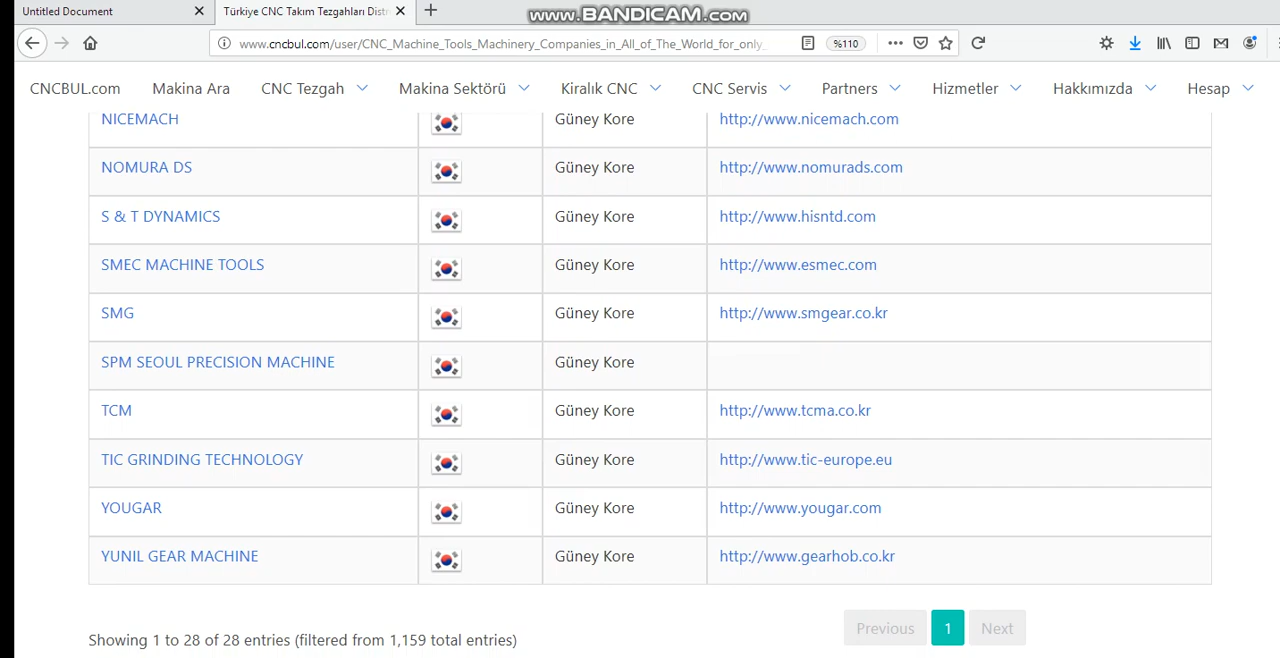 Untitled Document
Türkiye CNC Takım Tezgahları Distr
www.BANDICAM.com
www.cncbul.com/user/CNC_Machine_Tools_Machinery_Companies_in_All_of_The_World_for_only_
%110
CNCBUL.com Makina Ara CNC Tezgah Makina Sektörü Kiralık CNC CNC Servis Partners Hizmetler Hakkımızda Hesap
NICEMACH Güney Kore http://www.nicemach.com
NOMURA DS Güney Kore http://www.nomurads.com
S & T DYNAMICS Güney Kore http://www.hisntd.com
SMEC MACHINE TOOLS Güney Kore http://www.esmec.com
SMG Güney Kore http://www.smgear.co.kr
SPM SEOUL PRECISION MACHINE Güney Kore
TCM Güney Kore http://www.tcma.co.kr
TIC GRINDING TECHNOLOGY Güney Kore http://www.tic-europe.eu
YOUGAR Güney Kore http://www.yougar.com
YUNIL GEAR MACHINE Güney Kore http://www.gearhob.co.kr
Showing 1 to 28 of 28 entries (filtered from 1,159 total entries)
Previous 1 Next